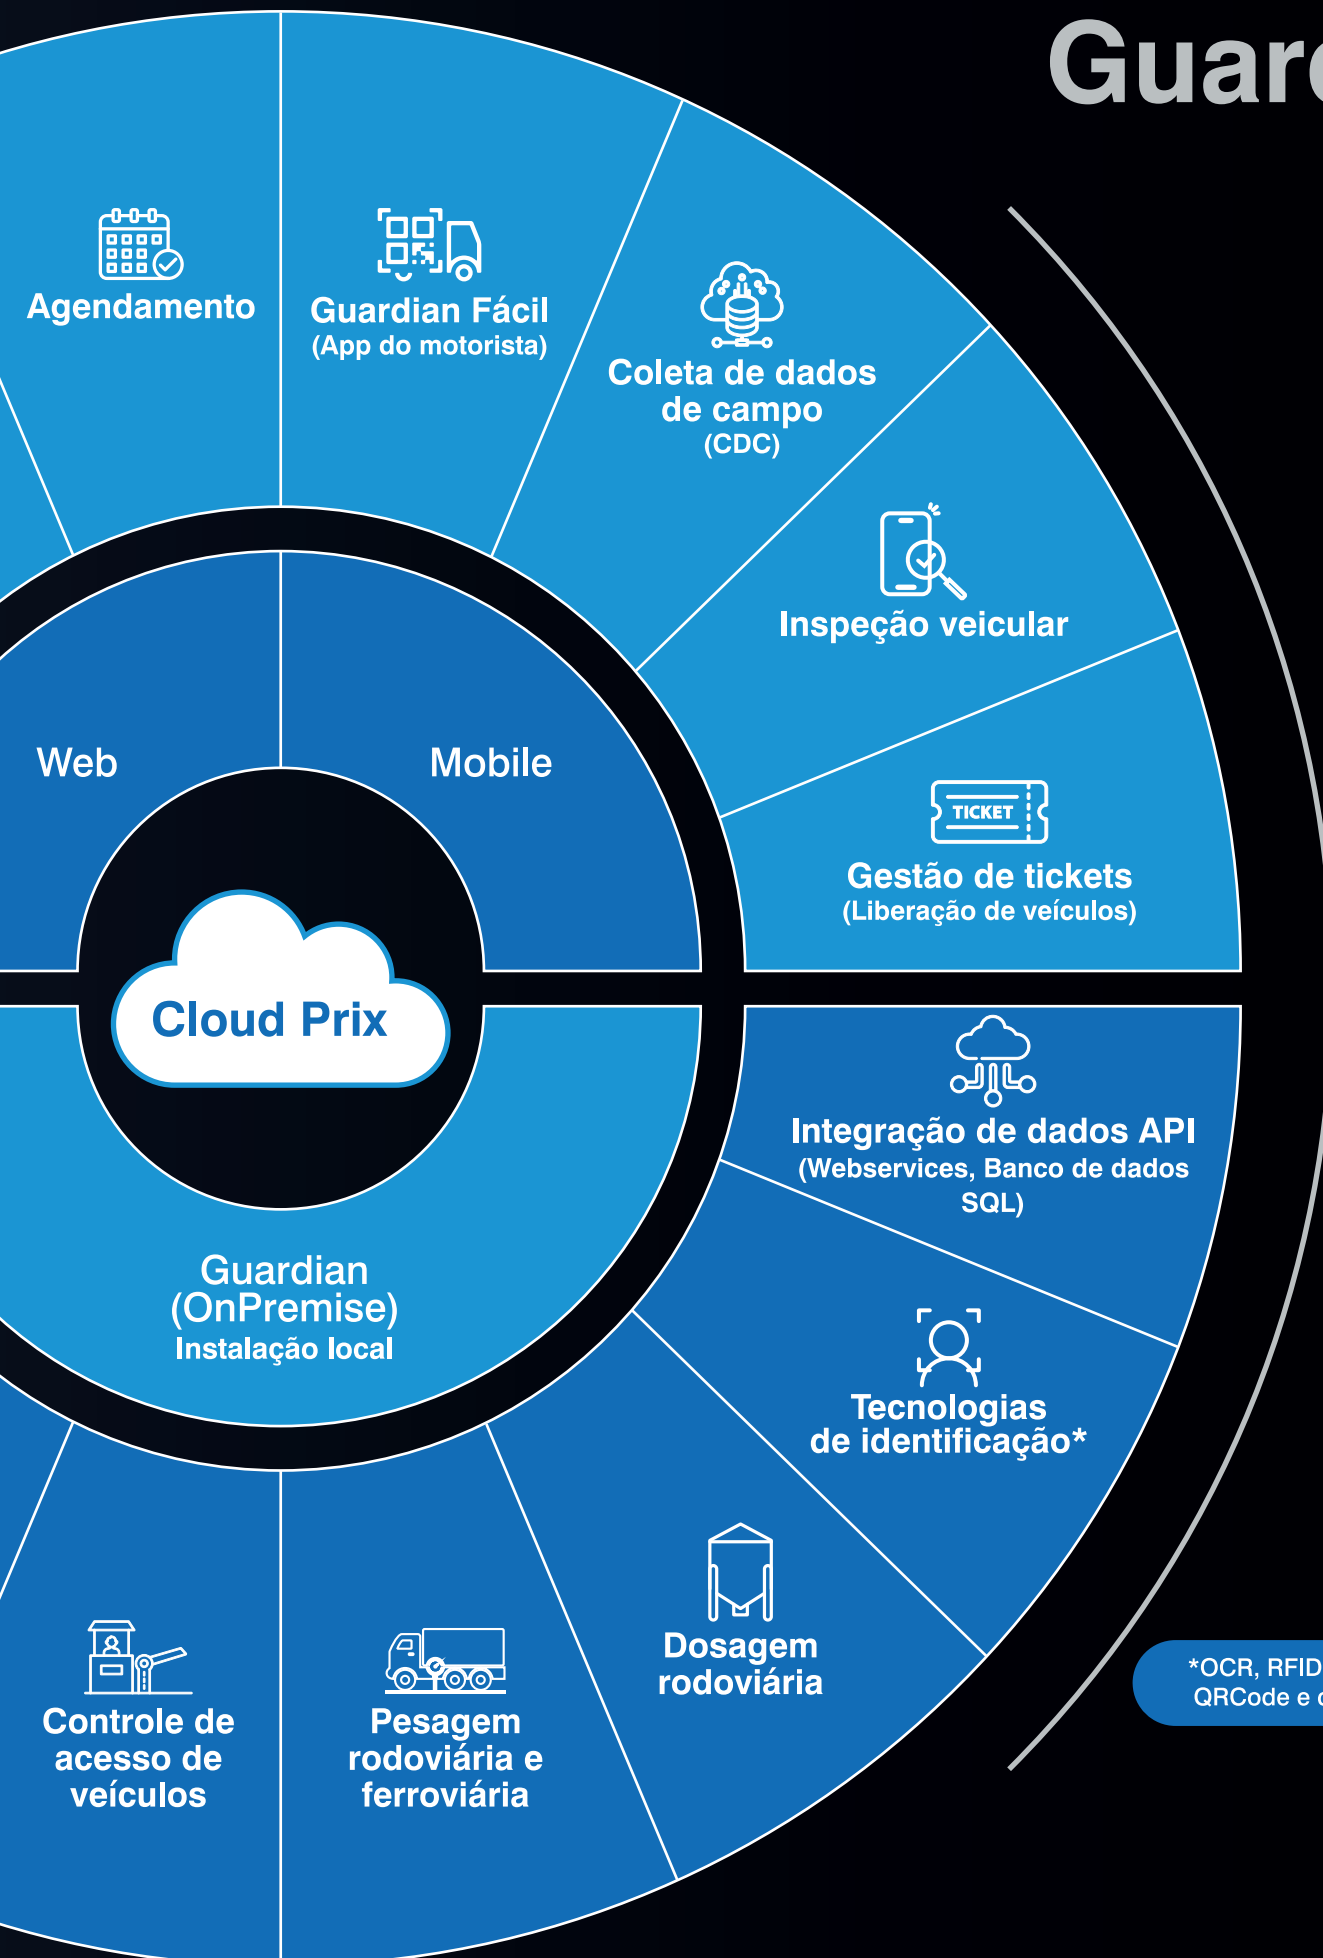 Guard
Agendamento
Guardian Fácil
(App do motorista)
Coleta de dados
de campo
(CDC)
Inspeção veicular
TICKET
Gestão de tickets
(Liberação de veículos)
Web
Mobile
Cloud Prix
Guardian
(OnPremise)
Instalação local
Integração de dados API
(Webservices, Banco de dados
SQL)
Tecnologias
de identificação*
Dosagem
rodoviária
Pesagem
rodoviária e
ferroviária
Controle de
acesso de
veículos
*OCR, RFID
QRCode e